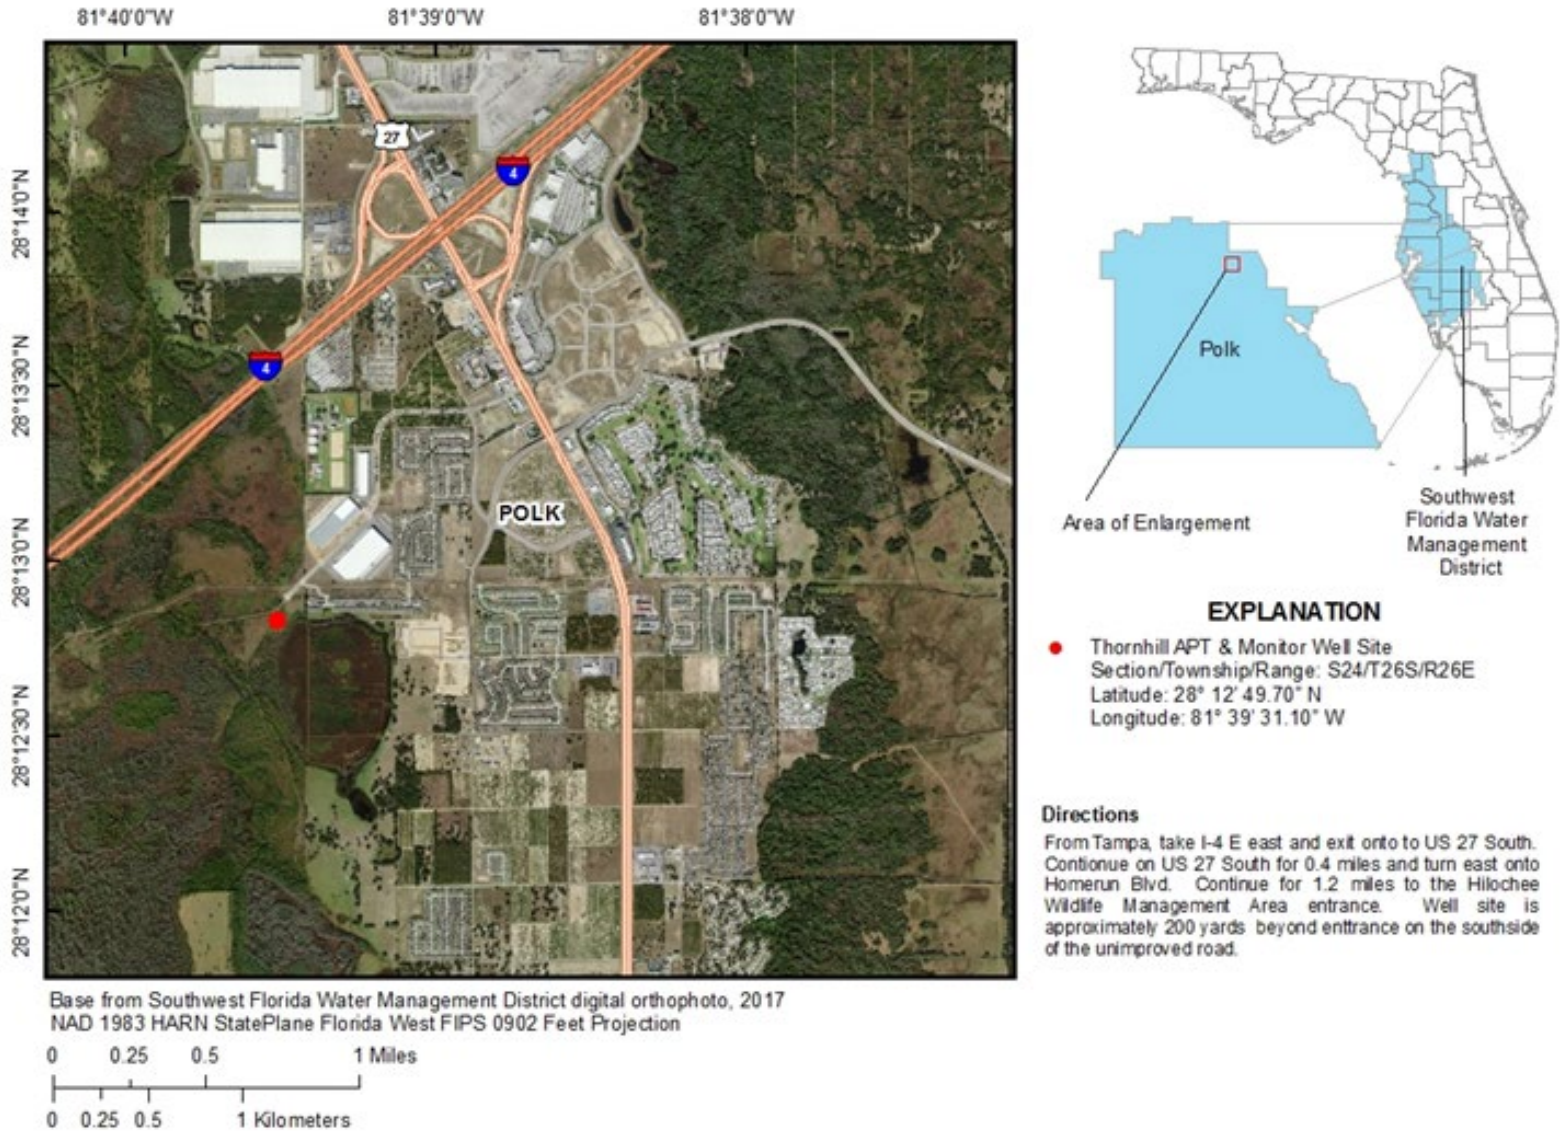 81°40'0"W 81°39'0"W 81°38'0"W
28°14'0"N
28°13'30"N
28°13'0"N
28°12'30"N
28°12'0"N
27
4
4
POLK
Polk
Area of Enlargement
Southwest
Florida Water
Management
District
EXPLANATION
Thornhill APT & Monitor Well Site
Section/Township/Range: S24/T26S/R26E
Latitude: 28° 12' 49.70" N
Longitude: 81° 39' 31.10" W
Directions
From Tampa, take I-4 E east and exit onto to US 27 South.
Contionue on US 27 South for 0.4 miles and turn east onto
Homerun Blvd. Continue for 1.2 miles to the Hilochee
Wildlife Management Area entrance. Well site is
approximately 200 yards beyond enttrance on the southside
of the unimproved road.
Base from Southwest Florida Water Management District digital orthophoto, 2017
NAD 1983 HARN StatePlane Florida West FIPS 0902 Feet Projection
0 0.25 0.5 1 Miles
0 0.25 0.5 1 Kilometers